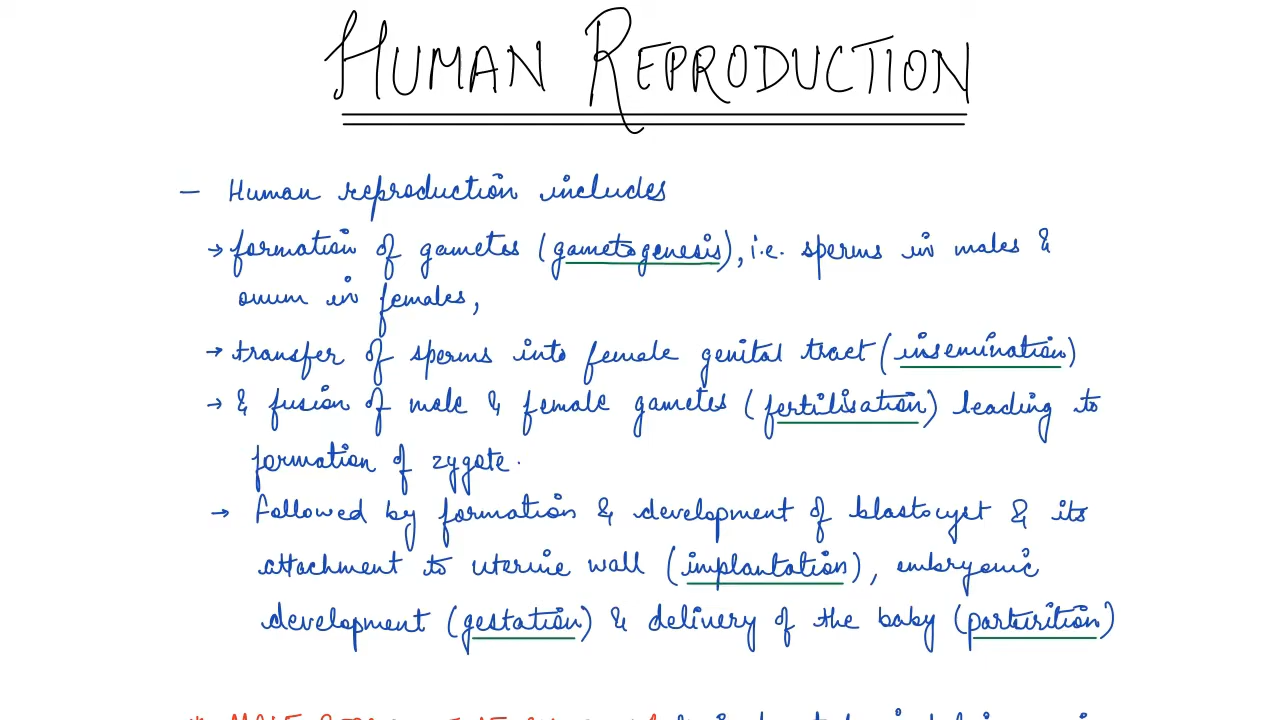 HUMAN REPRODUCTION
- Human reproduction includes
→ formation of gametes (gametogenesis), i.e. sperms in males &
ovum in females,
→ transfer of sperms into female genital tract (insemination)
→ & fusion of male & female gametes (fertilisation) leading to
formation of zygote.
→ followed by formation & development of blastocyst & its
attachment to uterine wall (implantation), embryonic
development (gestation) & delivery of the baby (parturition)
* MALE